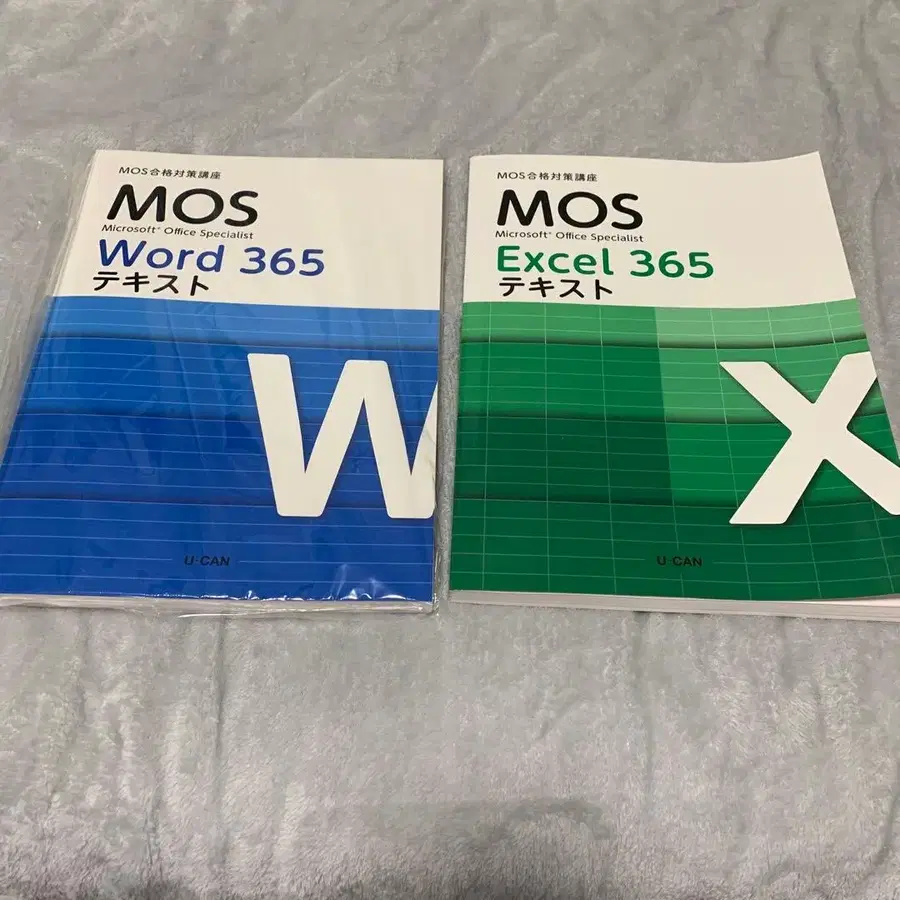 MOS合格対策講座
MOS
Microsoft® Office Specialist
Word 365
テキスト
W
U-CAN
MOS合格対策講座
MOS
Microsoft® Office Specialist
Excel 365
テキスト
X
U-CAN